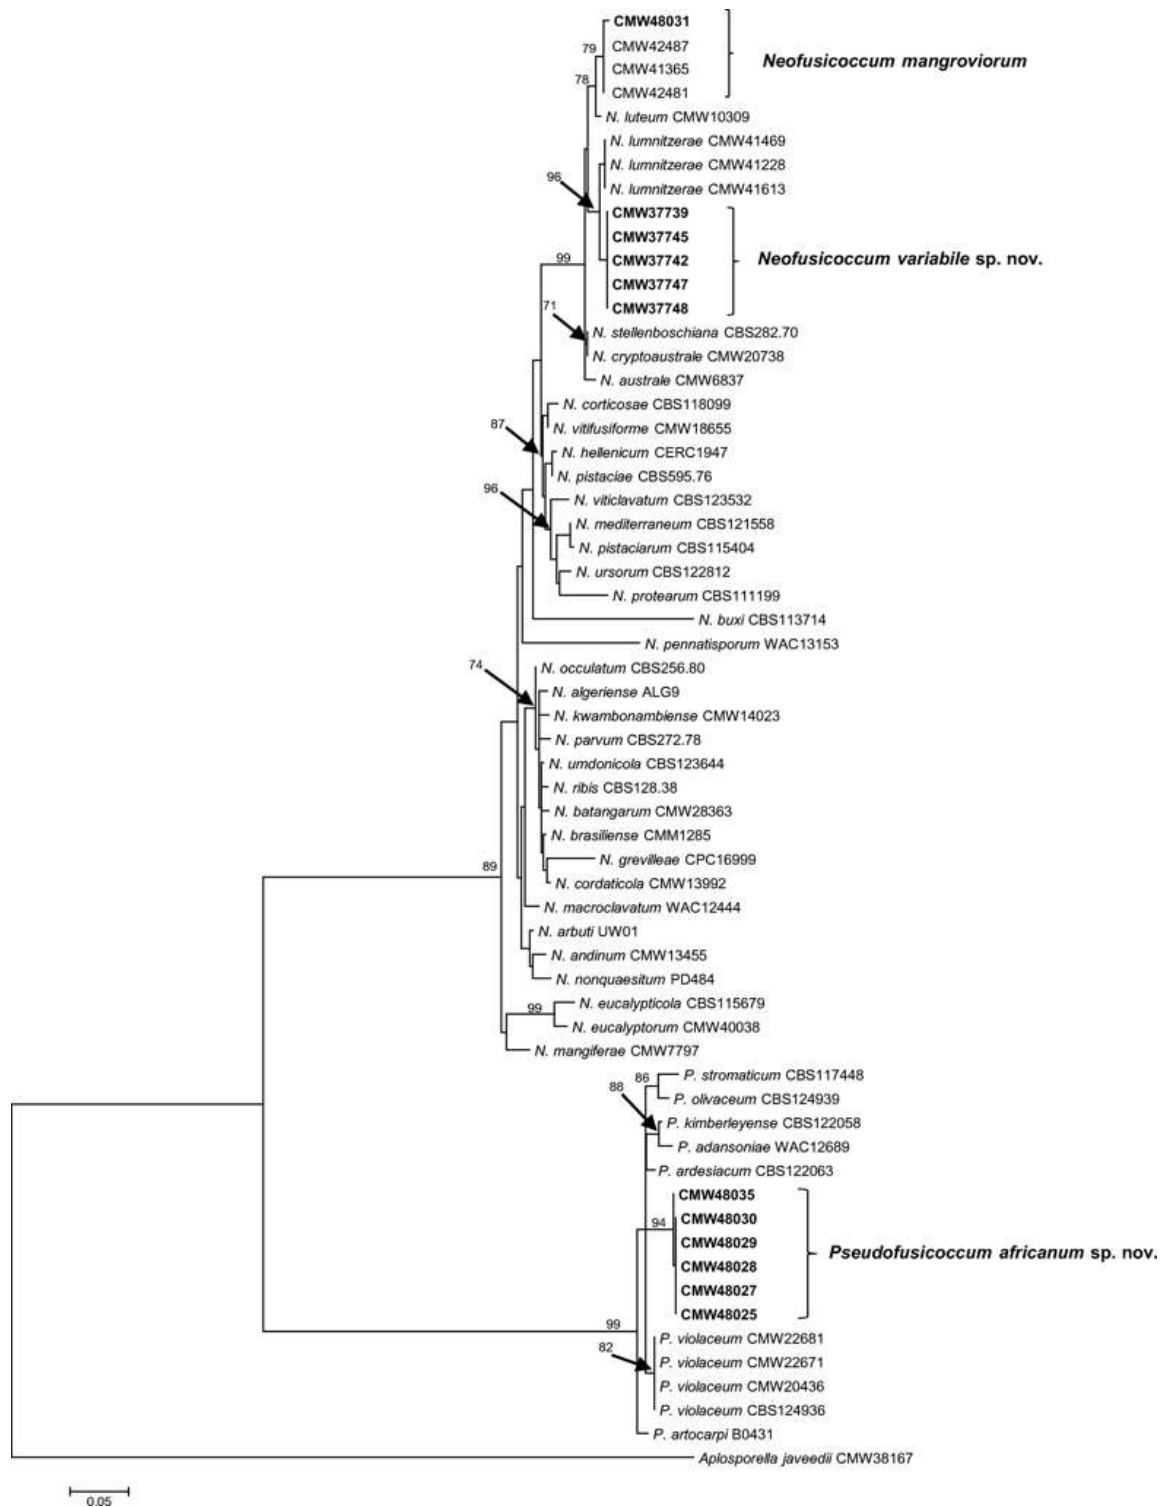 CMW48031
79
CMW42487
Neofusicoccum mangroviorum
CMW41365
78
CMW42481
N. luteum CMW10309
N. lumnitzerae CMW41469
N. lumnitzerae CMW41228
96
N. lumnitzerae CMW41613
CMW37739
CMW37745
99
CMW37742
Neofusicoccum variabile sp. nov.
CMW37747
71
CMW37748
N. stellenboschiana CBS282.70
N. cryptoaustrale CMW20738
N. australe CMW6837
N. corticosae CBS118099
87
N. vitifusiforme CMW18655
N. hellenicum CERC1947
N. pistaciae CBS595.76
96
N. viticlavatum CBS123532
N. mediterraneum CBS121558
N. pistaciarum CBS115404
N. ursorum CBS122812
N. protearum CBS111199
N. buxi CBS113714
N. pennatisporum WAC13153
74
N. occulatum CBS256.80
N. algeriense ALG9
N. kwambonambiense CMW14023
N. parvum CBS272.78
N. umdonicola CBS123644
N. ribis CBS128.38
N. batangarum CMW28363
N. brasiliense CMM1285
N. grevilleae CPC16999
89
N. cordaticola CMW13992
N. macroclavatum WAC12444
N. arbuti UW01
N. andinum CMW13455
N. nonquaesitum PD484
99
N. eucalypticola CBS115679
N. eucalyptorum CMW40038
N. mangiferae CMW7797
86
P. stromaticum CBS117448
88
P. olivaceum CBS124939
P. kimberleyense CBS122058
P. adansoniae WAC12689
P. ardesiacum CBS122063
CMW48035
94
CMW48030
CMW48029
Pseudofusicoccum africanum sp. nov.
CMW48028
CMW48027
CMW48025
99
P. violaceum CMW22681
82
P. violaceum CMW22671
P. violaceum CMW20436
P. violaceum CBS124936
P. artocarpi B0431
Aplosporella javeedii CMW38167
0.05